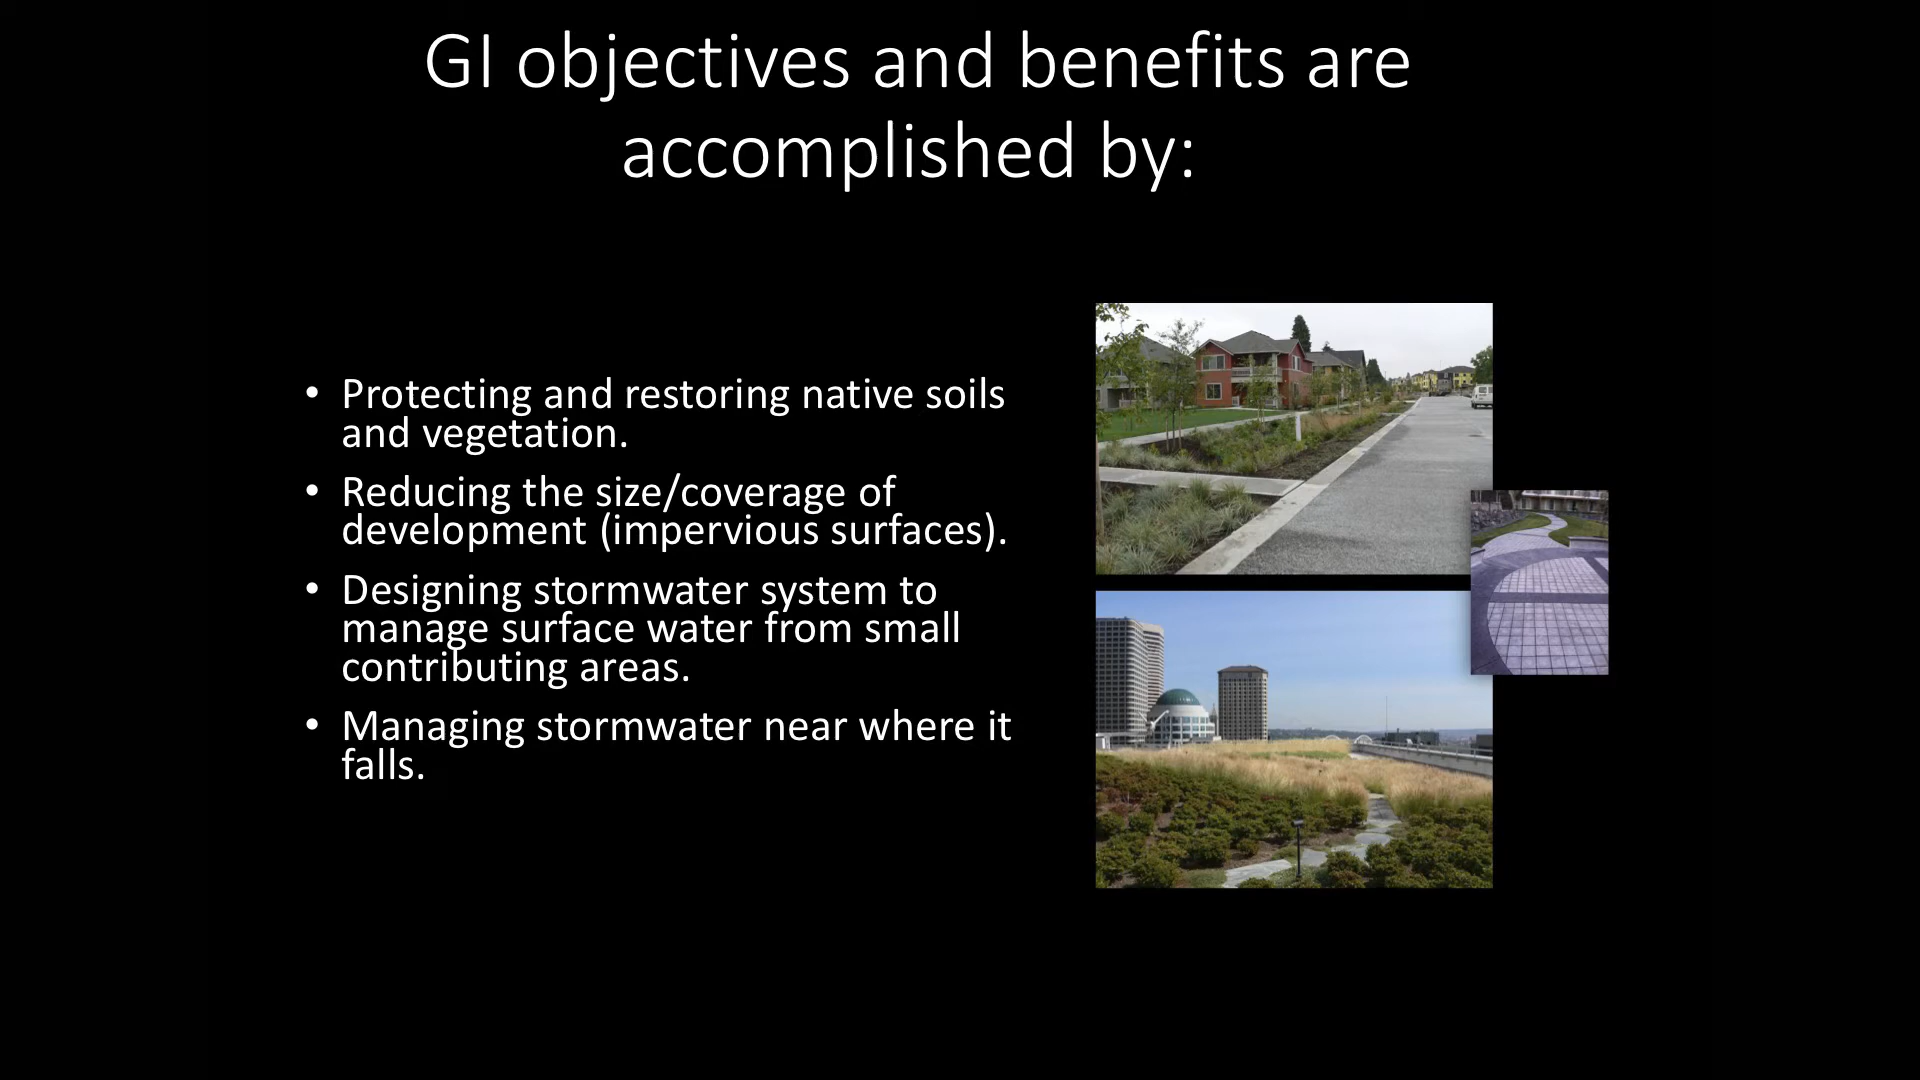 GI objectives and benefits are
accomplished by:
• Protecting and restoring native soils
and vegetation.
• Reducing the size/coverage of
development (impervious surfaces).
• Designing stormwater system to
manage surface water from small
contributing areas.
• Managing stormwater near where it
falls.